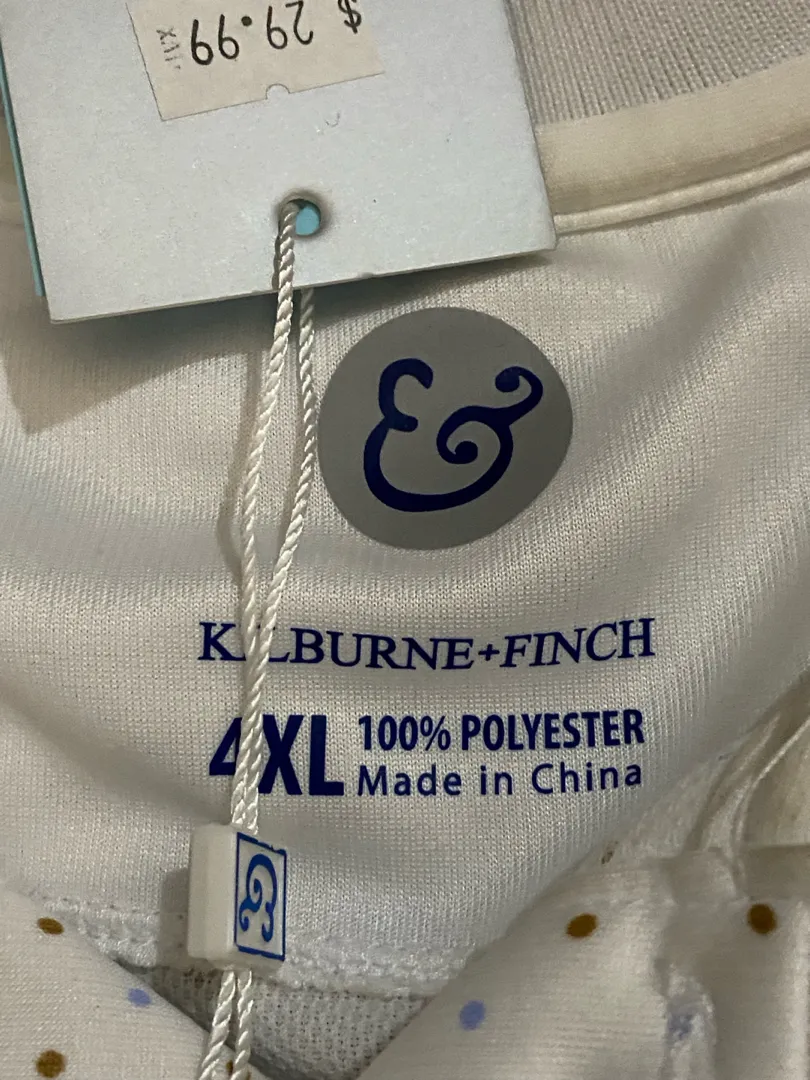 $ 29.99
&
KILBURNE+FINCH
4XL 100% POLYESTER
Made in China
&